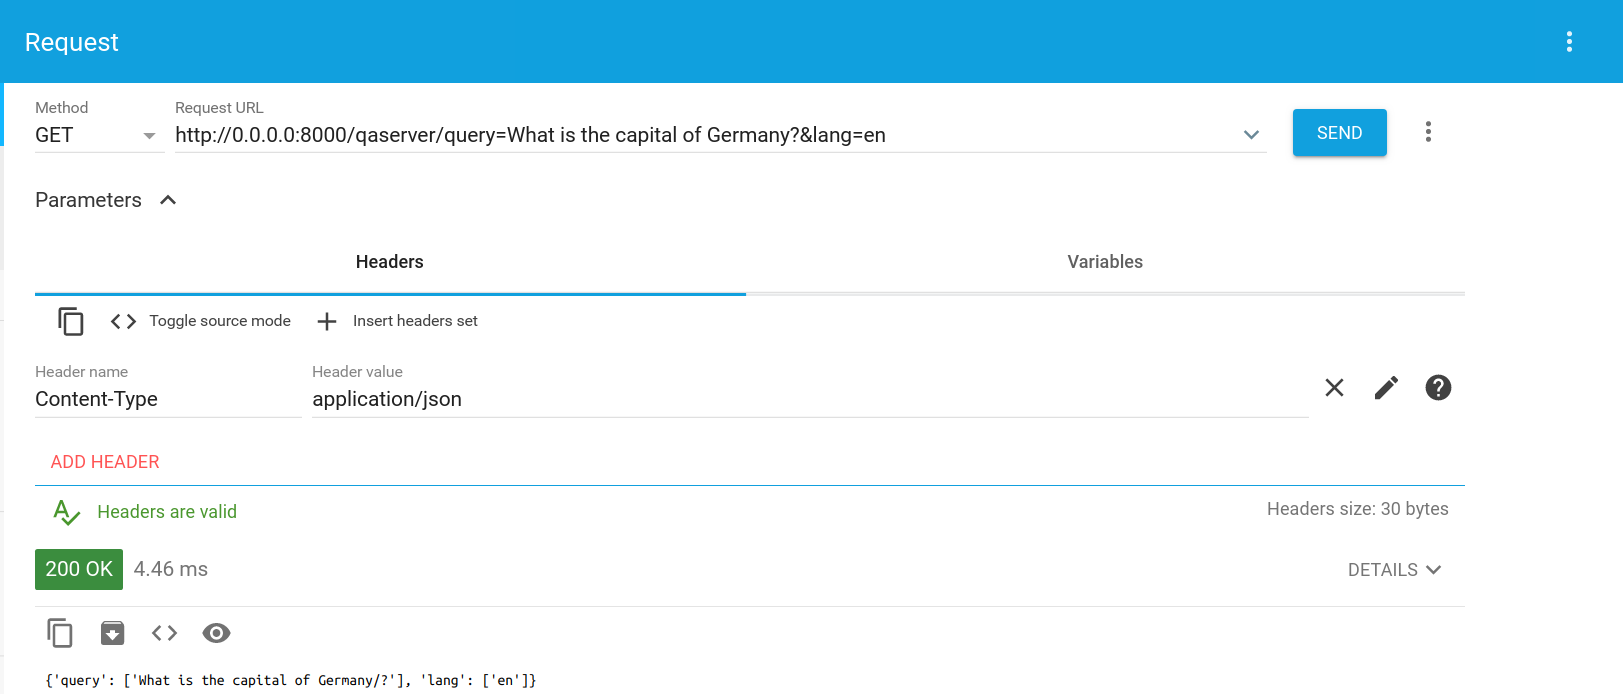 Request
Method
Request URL
GET
http://0.0.0.0:8000/qaserver/query=What is the capital of Germany?&lang=en
SEND
Parameters
Headers
Variables
Toggle source mode
Insert headers set
Header name
Header value
Content-Type
application/json
ADD HEADER
Headers are valid
Headers size: 30 bytes
200 OK
4.46 ms
DETAILS
{'query': ['What is the capital of Germany/?'], 'lang': ['en']}